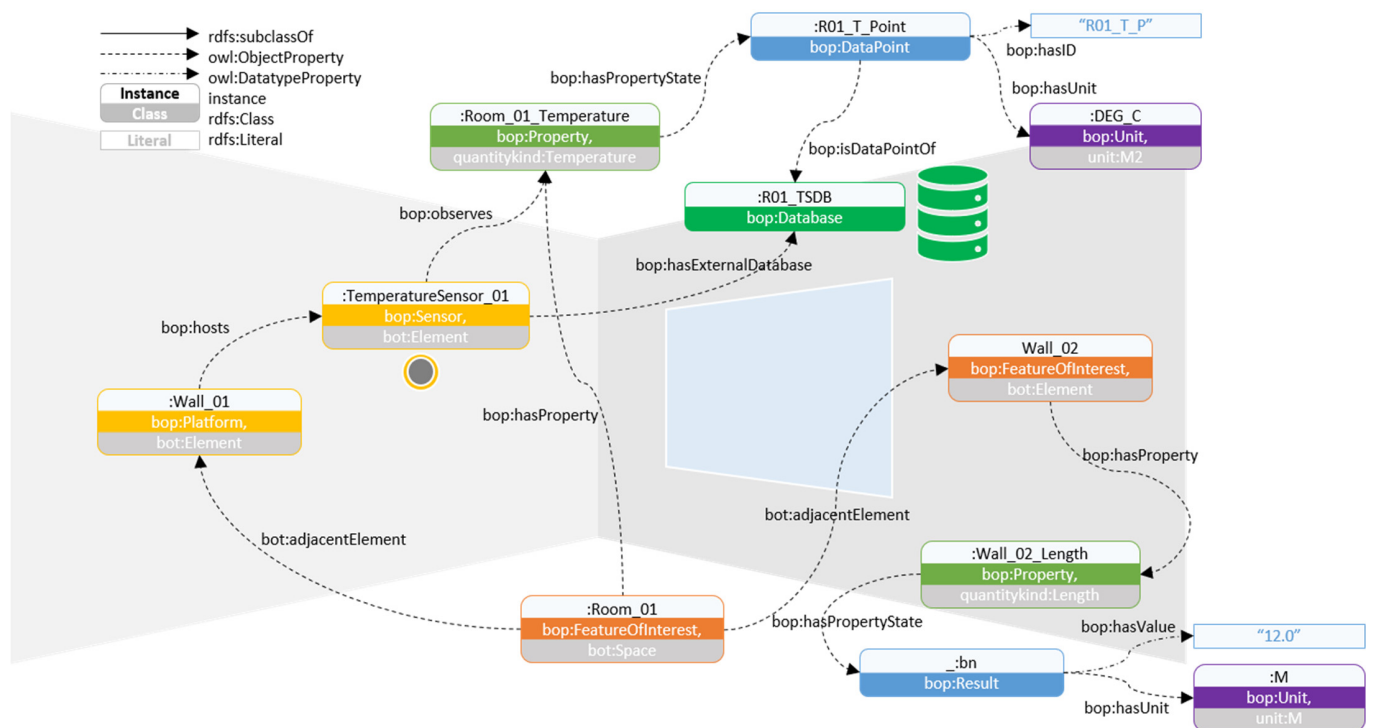 rdfs:subclassOf
owl:ObjectProperty
owl:DatatypeProperty
Instance
Class
instance
rdfs:Class
Literal
rdfs:Literal
:R01_T_Point
bop:DataPoint
"R01_T_P"
bop:hasID
bop:hasPropertyState
bop:hasUnit
:Room_01_Temperature
bop:Property,
quantitykind:Temperature
:DEG_C
bop:Unit,
unit:M2
bop:isDataPointOf
:R01_TSDB
bop:Database
bop:observes
bop:hasExternalDatabase
:TemperatureSensor_01
bop:Sensor,
bot:Element
bop:hosts
Wall_02
bop:FeatureOfInterest,
bot:Element
:Wall_01
bop:Platform,
bot:Element
bop:hasProperty
bop:hasProperty
bot:adjacentElement
bot:adjacentElement
:Wall_02_Length
bop:Property,
quantitykind:Length
:Room_01
bop:FeatureOfInterest,
bot:Space
bop:hasPropertyState
bop:hasValue
"12.0"
_:bn
bop:Result
bop:hasUnit
:M
bop:Unit,
unit:M